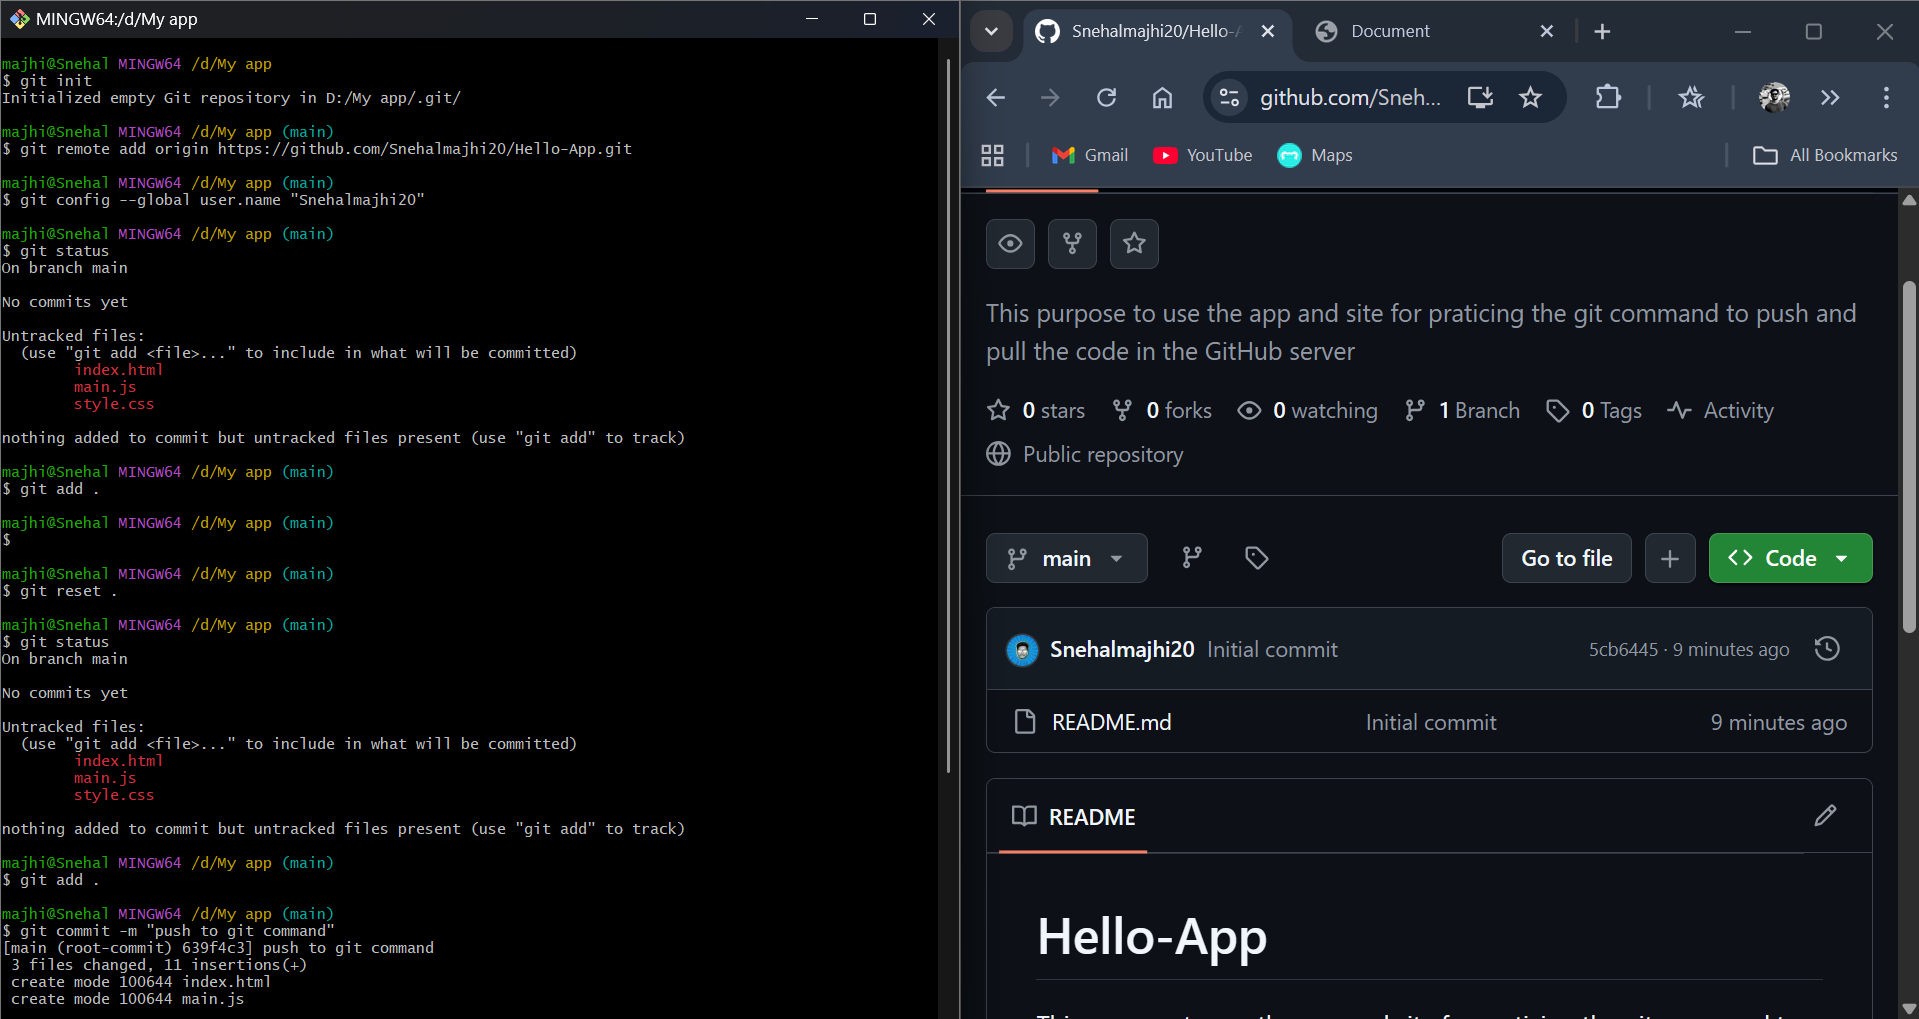 MINGW64:/d/My app
majhi@Snehal MINGW64 /d/My app
$ git init
Initialized empty Git repository in D:/My app/.git/
majhi@Snehal MINGW64 /d/My app (main)
$ git remote add origin https://github.com/Snehalmajhi20/Hello-App.git
majhi@Snehal MINGW64 /d/My app (main)
$ git config --global user.name "Snehalmajhi20"
majhi@Snehal MINGW64 /d/My app (main)
$ git status
On branch main
No commits yet
Untracked files:
(use "git add <file>..." to include in what will be committed)
index.html
main.js
style.css
nothing added to commit but untracked files present (use "git add" to track)
majhi@Snehal MINGW64 /d/My app (main)
$ git add .
majhi@Snehal MINGW64 /d/My app (main)
$
majhi@Snehal MINGW64 /d/My app (main)
$ git reset .
majhi@Snehal MINGW64 /d/My app (main)
$ git status
On branch main
No commits yet
Untracked files:
(use "git add <file>..." to include in what will be committed)
index.html
main.js
style.css
nothing added to commit but untracked files present (use "git add" to track)
majhi@Snehal MINGW64 /d/My app (main)
$ git add .
majhi@Snehal MINGW64 /d/My app (main)
$ git commit -m "push to git command"
[main (root-commit) 639f4c3] push to git command
3 files changed, 11 insertions(+)
create mode 100644 index.html
create mode 100644 main.js
Snehalmajhi20/Hello-A
Document
github.com/Sneh...
Gmail
YouTube
Maps
All Bookmarks
This purpose to use the app and site for praticing the git command to push and
pull the code in the GitHub server
0 stars 0 forks 0 watching 1 Branch 0 Tags Activity
Public repository
main
Go to file
Code
Snehalmajhi20 Initial commit 5cb6445 · 9 minutes ago
README.md Initial commit 9 minutes ago
README
Hello-App